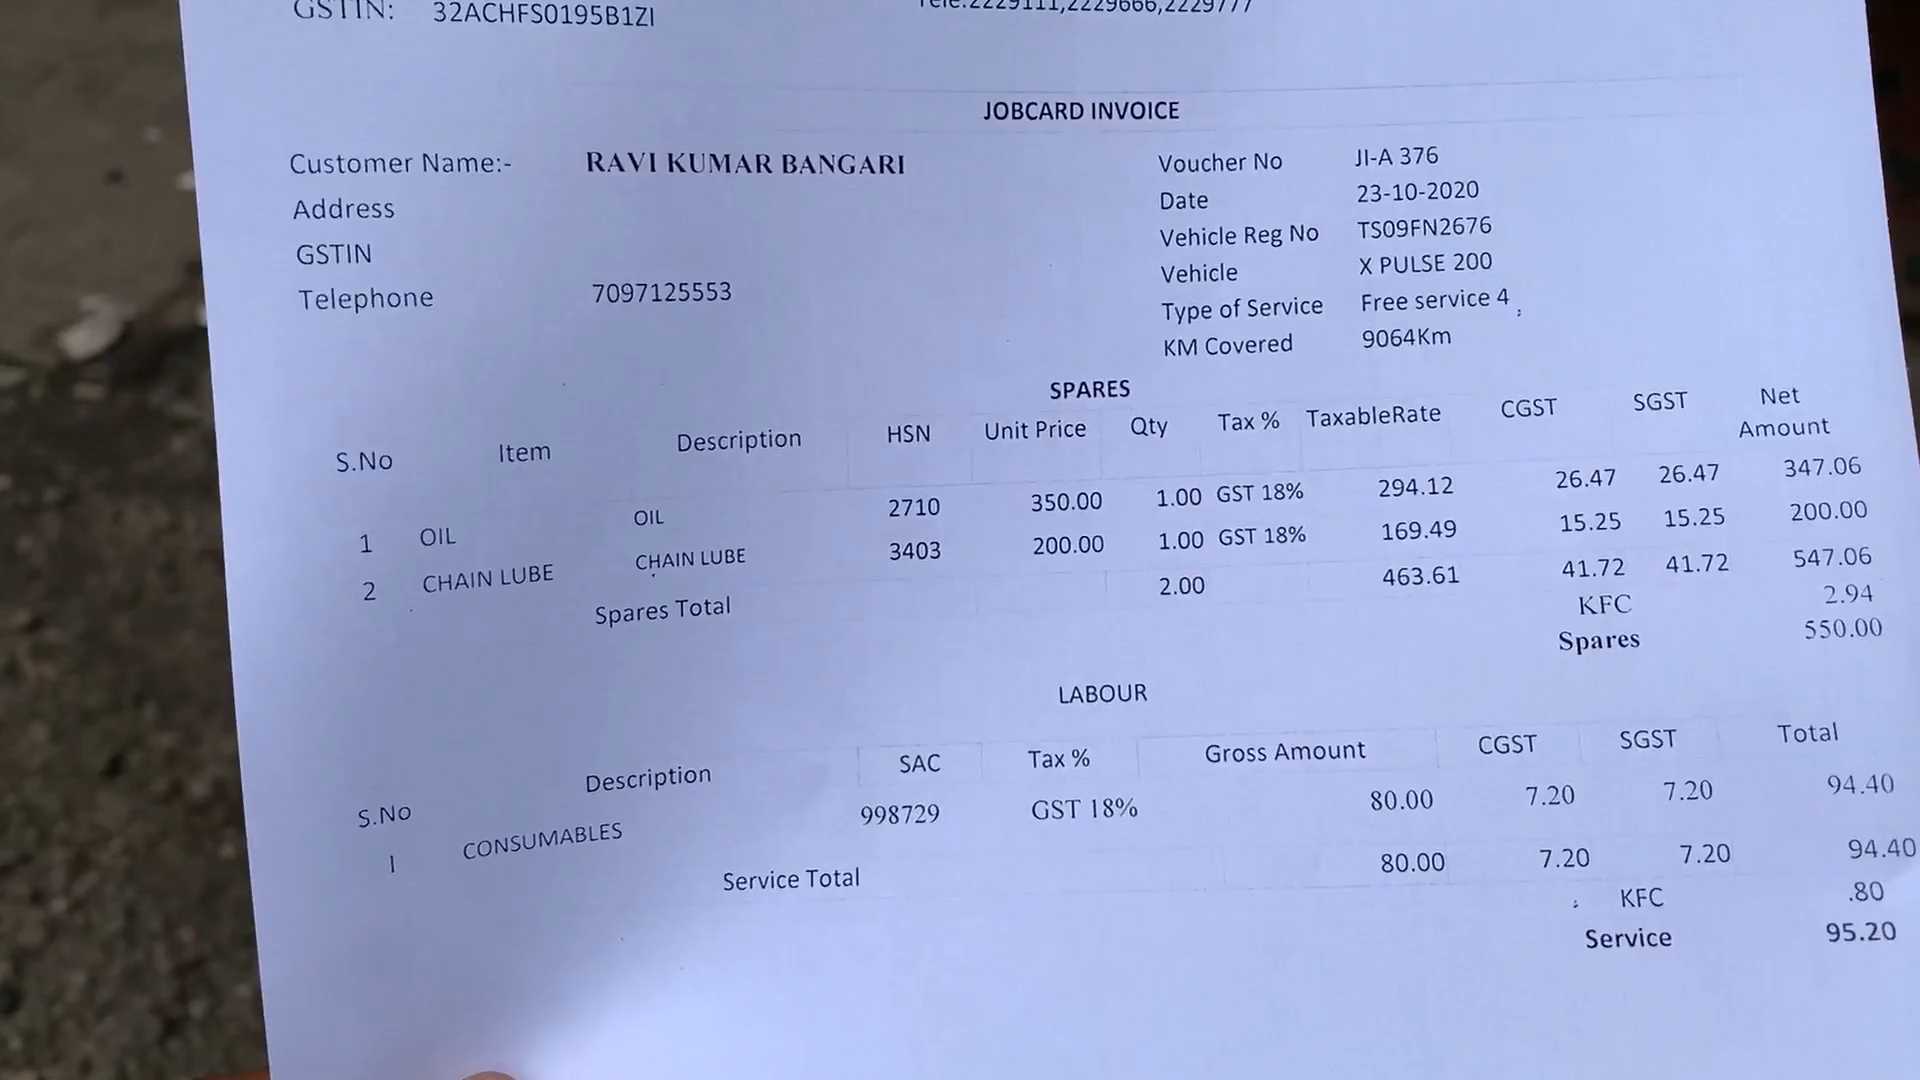 GSTIN: 32ACHFS0195B1ZI Tele:2229111,2229666,2229777
JOBCARD INVOICE
Customer Name:- RAVI KUMAR BANGARI
Address
GSTIN
Telephone 7097125553
Voucher No JI-A 376
Date 23-10-2020
Vehicle Reg No TS09FN2676
Vehicle X PULSE 200
Type of Service Free service 4
KM Covered 9064Km
SPARES
S.No Item Description HSN Unit Price Qty Tax % TaxableRate CGST SGST Net Amount
1 OIL OIL 2710 350.00 1.00 GST 18% 294.12 26.47 26.47 347.06
2 CHAIN LUBE CHAIN LUBE 3403 200.00 1.00 GST 18% 169.49 15.25 15.25 200.00
Spares Total 2.00 463.61 41.72 41.72 547.06
KFC 2.94
Spares 550.00
LABOUR
S.No Description SAC Tax % Gross Amount CGST SGST Total
1 CONSUMABLES 998729 GST 18% 80.00 7.20 7.20 94.40
Service Total 80.00 7.20 7.20 94.40
KFC .80
Service 95.20